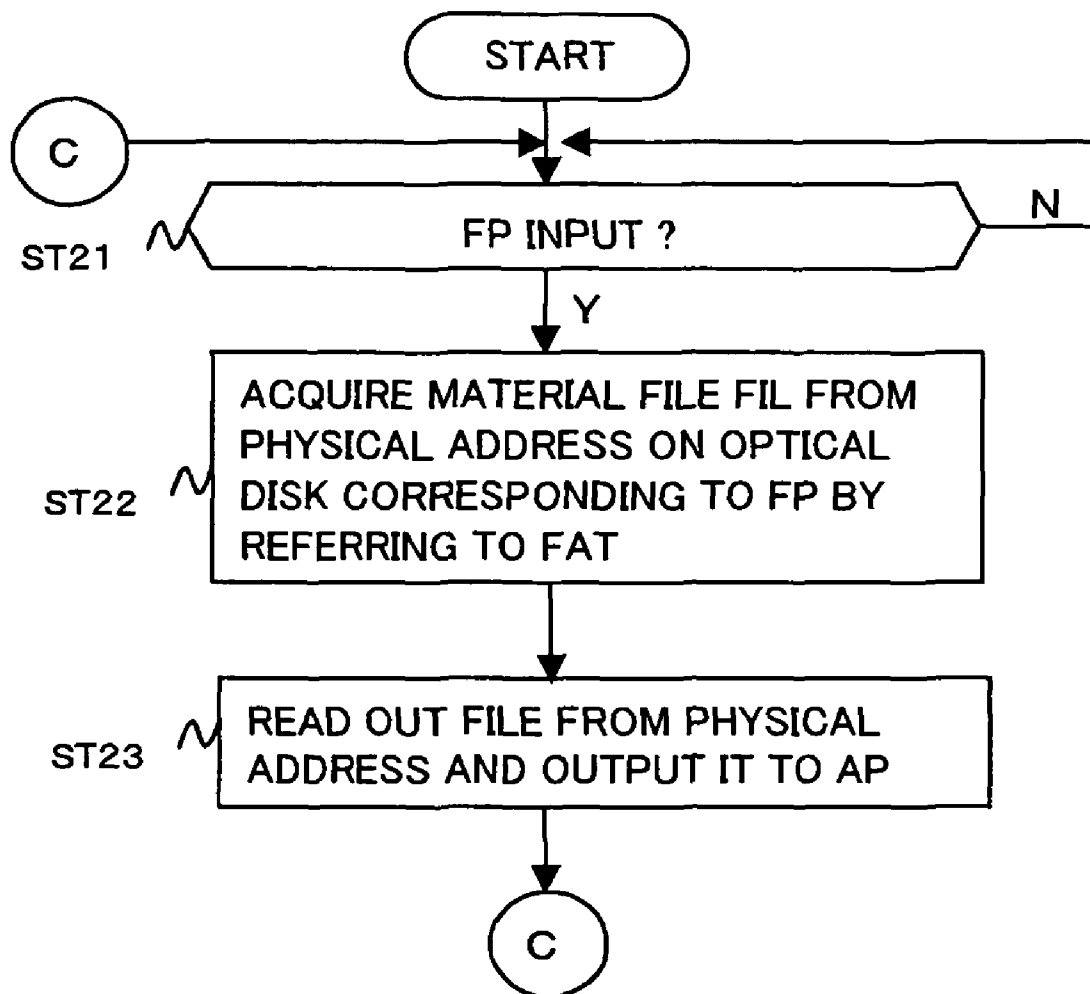 START
C
N
FP INPUT ?
ST21
Y
ACQUIRE MATERIAL FILE FIL FROM
PHYSICAL ADDRESS ON OPTICAL
DISK CORRESPONDING TO FP BY
REFERRING TO FAT
ST22
READ OUT FILE FROM PHYSICAL
ADDRESS AND OUTPUT IT TO AP
ST23
C